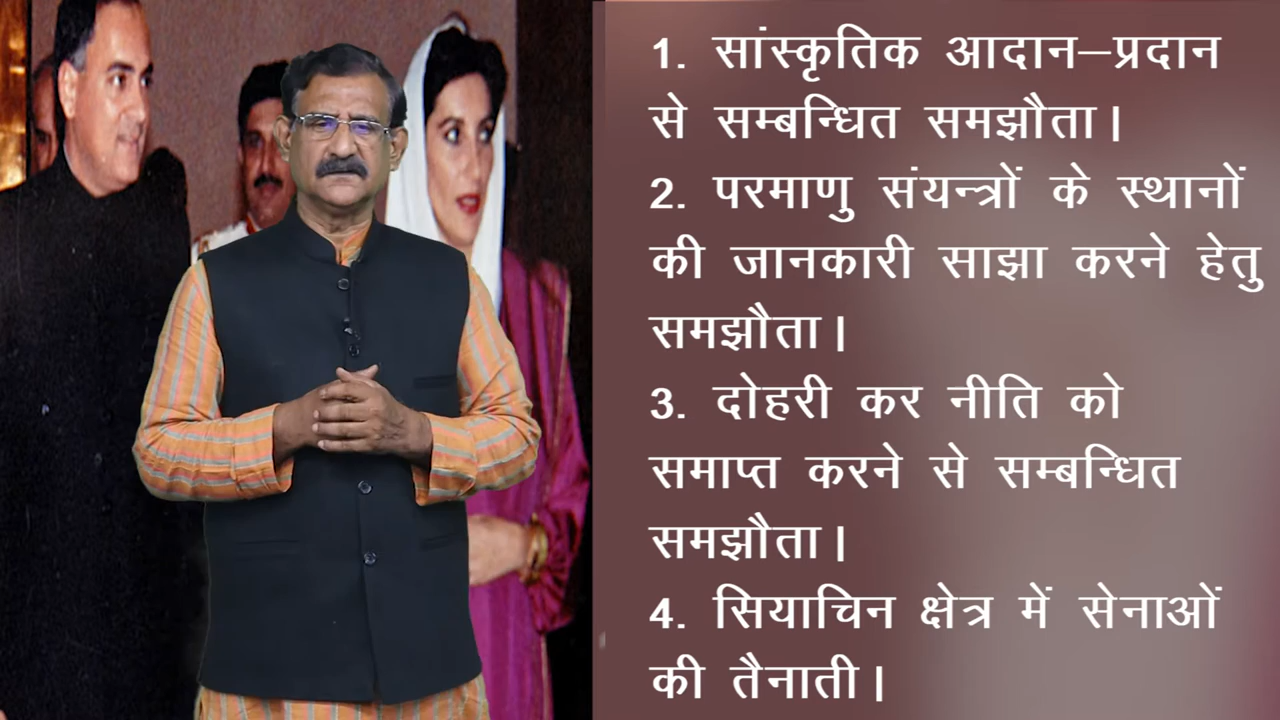 1. सांस्कृतिक आदान–प्रदान
से सम्बन्धित समझौता।
2. परमाणु संयन्त्रों के स्थानों
की जानकारी साझा करने हेतु
समझौता।
3. दोहरी कर नीति को
समाप्त करने से सम्बन्धित
समझौता।
4. सियाचिन क्षेत्र में सेनाओं
की तैनाती।